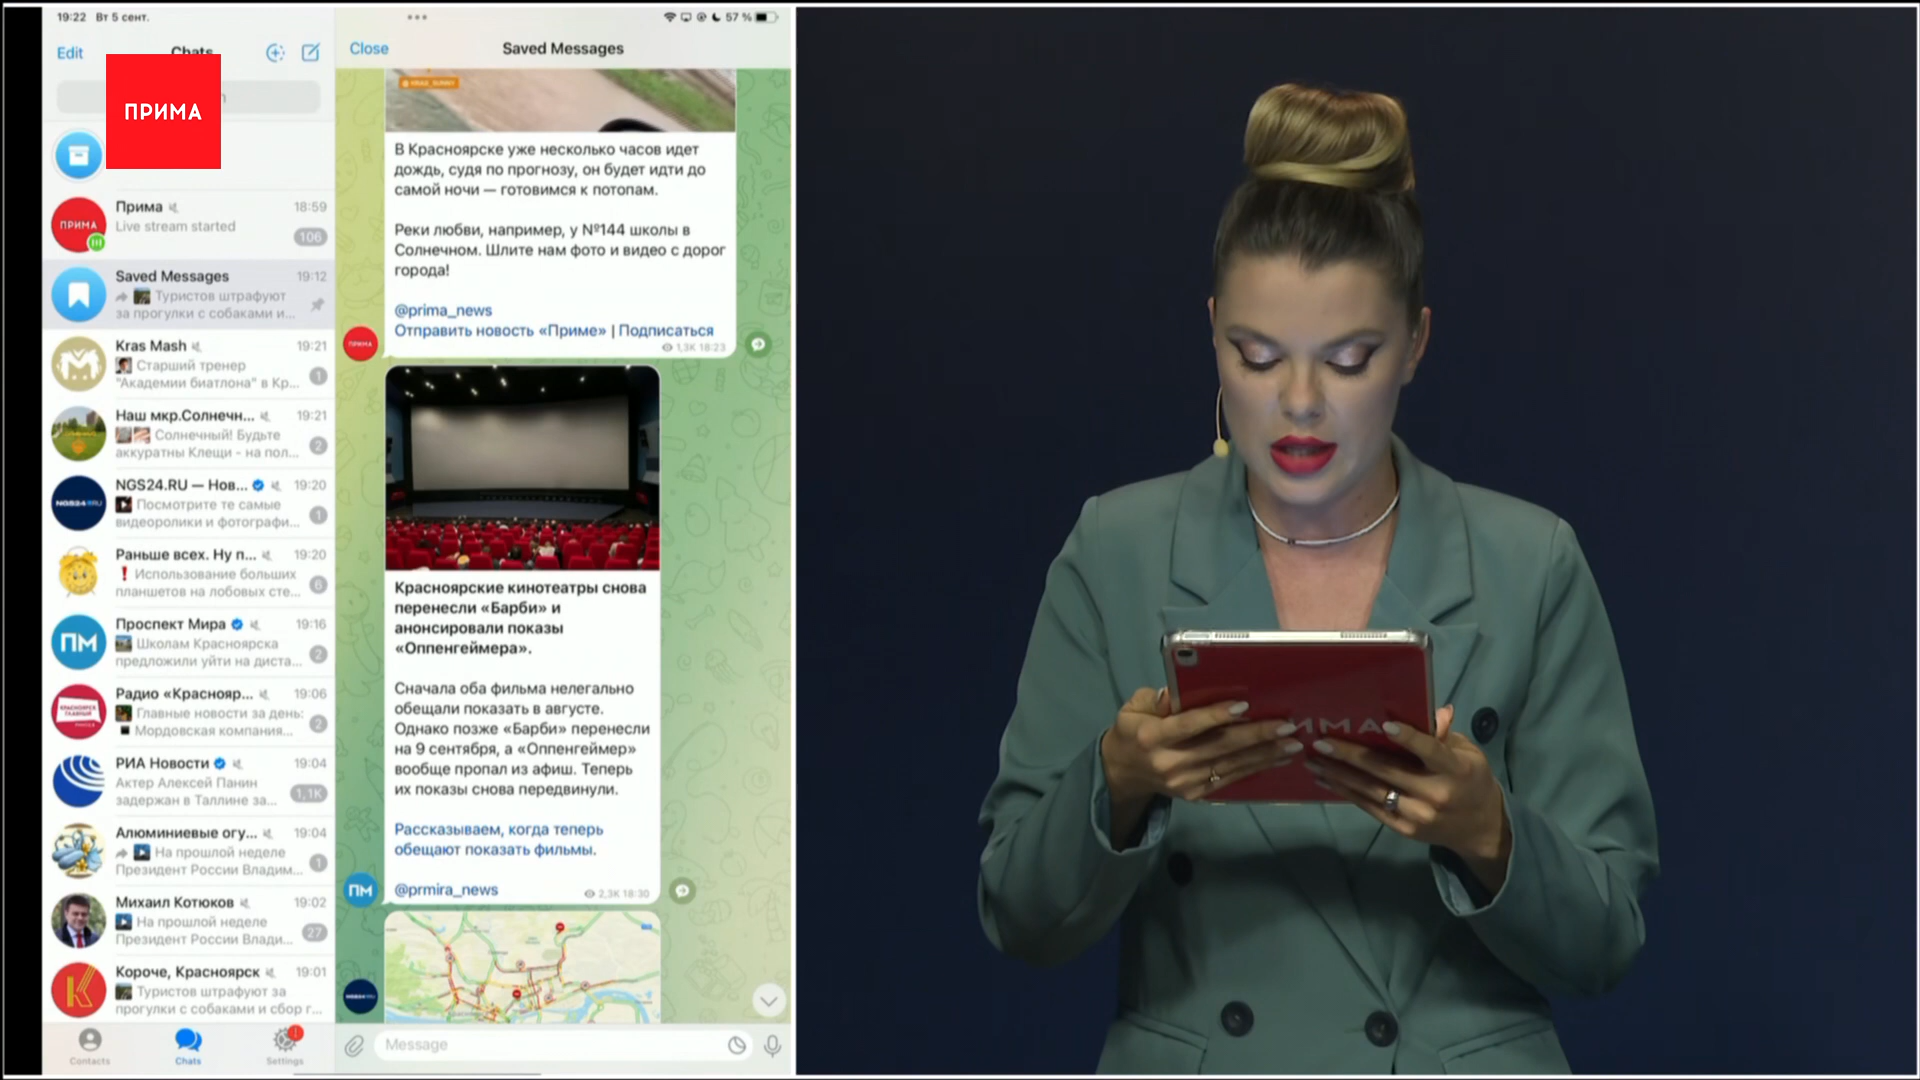 19:22 Вт 5 сент.
57 %
Edit
Chats
ПРИМА
Прима
18:59
Live stream started
106
ПРИМА
Saved Messages
19:12
Туристов штрафуют
за прогулки с собаками и...
Kras Mash
19:21
Старший тренер
"Академии биатлона" в Кр...
1
Наш мкр.Солнечн...
19:21
Солнечный! Будьте
аккуратны Клещи - на пол...
2
NGS24.RU — Нов...
19:20
Посмотрите те самые
видеоролики и фотографи...
1
NGS24.RU
Раньше всех. Ну п...
19:20
Использование больших
планшетов на лобовых сте...
6
Проспект Мира
19:16
Школам Красноярска
предложили уйти на диста...
2
ПМ
Радио «Краснояр...
19:06
Главные новости за день:
Мордовская компания...
2
РИА Новости
19:04
Актер Алексей Панин
задержан в Таллине за...
1,1K
Алюминиевые огу...
19:04
На прошлой неделе
Президент России Владим...
1
Михаил Котюков
19:02
На прошлой неделе
Президент России Влади...
27
Короче, Красноярск
19:01
Туристов штрафуют за
прогулки с собаками и сбор г...
Contacts
Chats
Settings
Close
Saved Messages
@KRAS_SUNNY
В Красноярске уже несколько часов идет
дождь, судя по прогнозу, он будет идти до
самой ночи — готовимся к потопам.
Реки любви, например, у №144 школы в
Солнечном. Шлите нам фото и видео с дорог
города!
@prima_news
Отправить новость «Приме» | Подписаться
1,3K 18:23
ПРИМА
Красноярские кинотеатры снова
перенесли «Барби» и
анонсировали показы
«Оппенгеймера».
Сначала оба фильма нелегально
обещали показать в августе.
Однако позже «Барби» перенесли
на 9 сентября, а «Оппенгеймер»
вообще пропал из афиш. Теперь
их показы снова передвинули.
Рассказываем, когда теперь
обещают показать фильмы.
@prmira_news
2,3K 18:30
ПМ
Message
ИМА